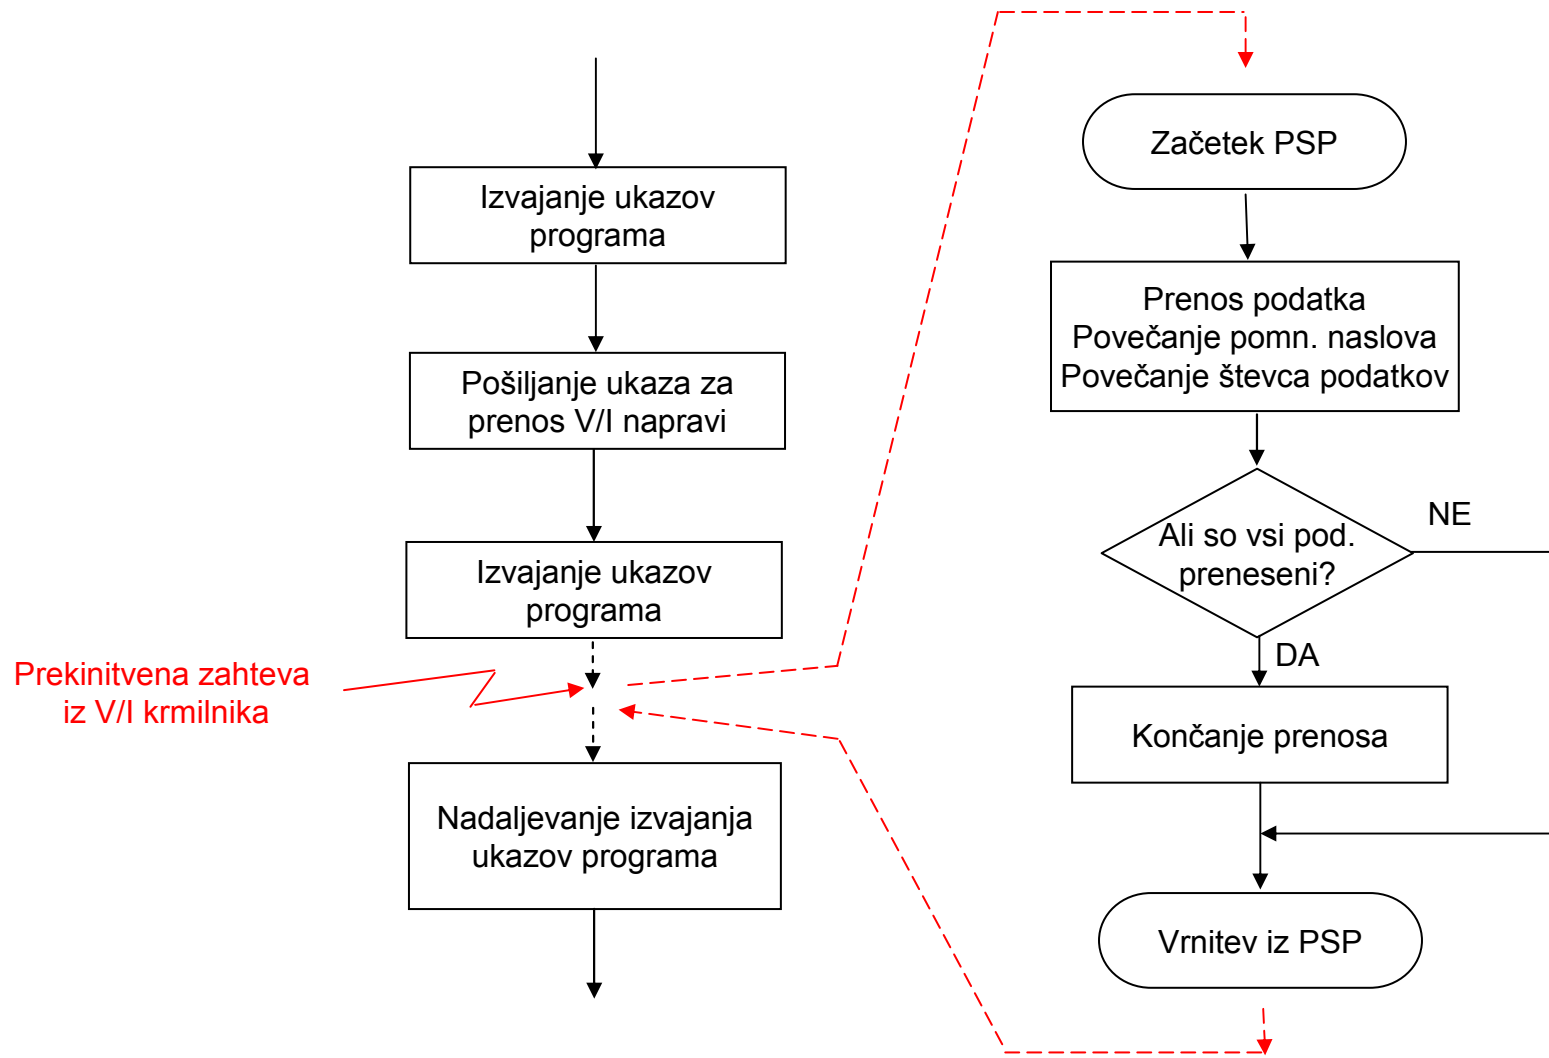 Izvajanje ukazov
programa
Pošiljanje ukaza za
prenos V/I napravi
Izvajanje ukazov
programa
Prekinitvena zahteva
iz V/I krmilnika
Nadaljevanje izvajanja
ukazov programa
Začetek PSP
Prenos podatka
Povečanje pomn. naslova
Povečanje števca podatkov
Ali so vsi pod.
preneseni?
NE
DA
Končanje prenosa
Vrnitev iz PSP